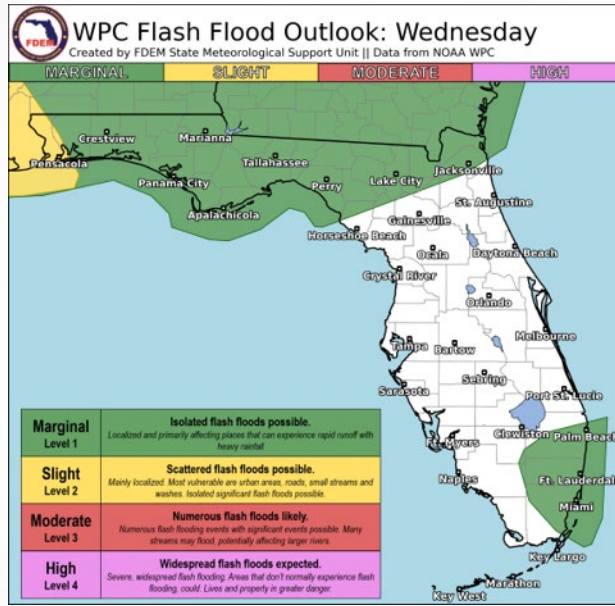 FDEM
WPC Flash Flood Outlook: Wednesday
Created by FDEM State Meteorological Support Unit || Data from NOAA WPC
MARGINAL SLIGHT MODERATE HIGH
Crestview
Marianna
Pensacola
Tallahassee
Jacksonville
Panama City
Perry
Lake City
Apalachicola
St. Augustine
Gainesville
Horseshoe Beach
Ocala
Daytona Beach
Crystal River
Orlando
Melbourne
Tampa
Bartow
Sebring
Sarasota
Port St. Lucie
Ft. Myers
Clewiston
Palm Beach
Naples
Ft. Lauderdale
Miami
Key Largo
Marathon
Key West
Marginal
Level 1
Isolated flash floods possible.
Localized and primarily affecting places that can experience rapid runoff with
heavy rainfall
Slight
Level 2
Scattered flash floods possible.
Mainly localized. Most vulnerable are urban areas, roads, small streams and
washes. Isolated significant flash floods possible.
Moderate
Level 3
Numerous flash floods likely.
Numerous flash flooding events with significant events possible. Many
streams may flood, potentially affecting larger rivers.
High
Level 4
Widespread flash floods expected.
Severe, widespread flash flooding. Areas that don't normally experience flash
flooding, could. Lives and property in greater danger.